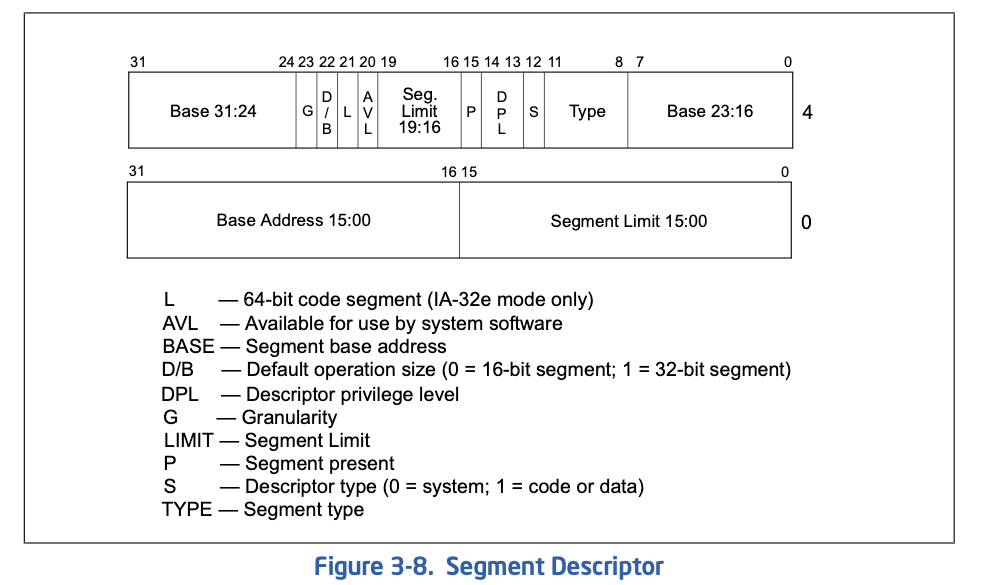 31 24 23 22 21 20 19 16 15 14 13 12 11 8 7 0
Base 31:24 G D/B L AVL Seg. Limit 19:16 P DPL S Type Base 23:16 4
31 16 15 0
Base Address 15:00 Segment Limit 15:00 0
L — 64-bit code segment (IA-32e mode only)
AVL — Available for use by system software
BASE — Segment base address
D/B — Default operation size (0 = 16-bit segment; 1 = 32-bit segment)
DPL — Descriptor privilege level
G — Granularity
LIMIT — Segment Limit
P — Segment present
S — Descriptor type (0 = system; 1 = code or data)
TYPE — Segment type
Figure 3-8. Segment Descriptor